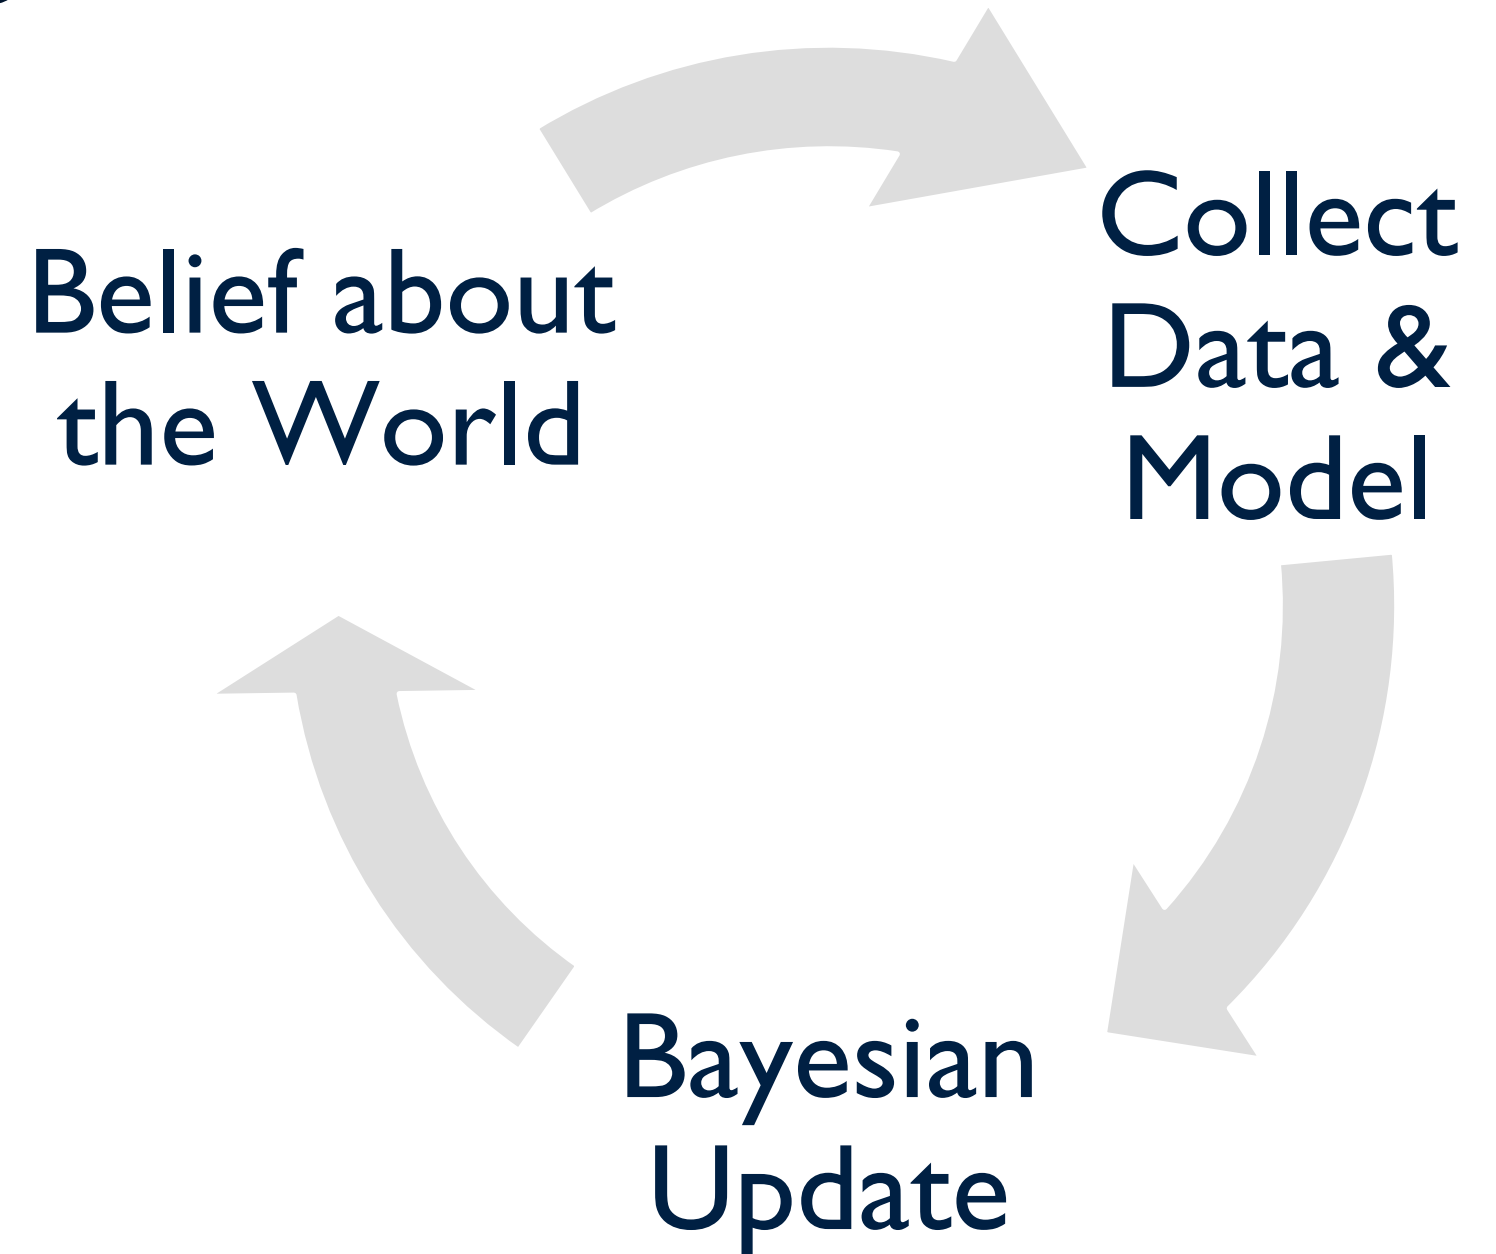 Belief about
the World
Collect
Data &
Model
Bayesian
Update